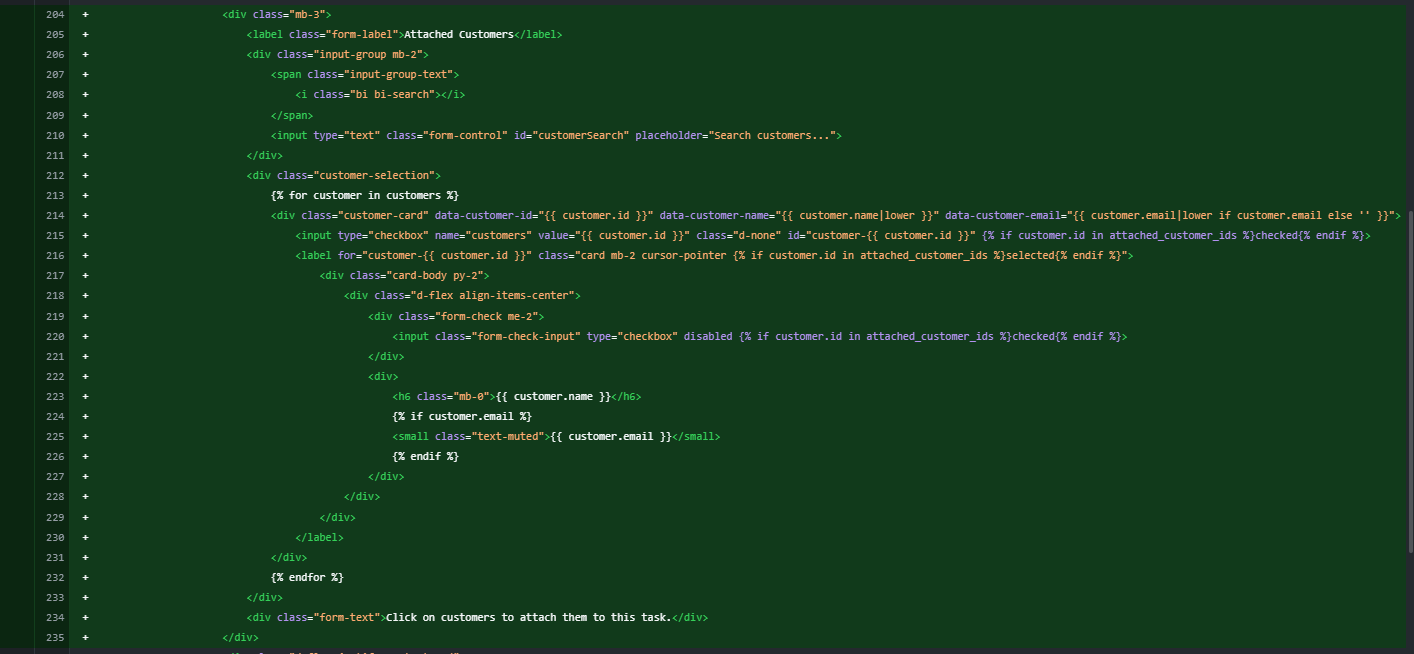 204 + <div class="mb-3">
205 + <label class="form-label">Attached Customers</label>
206 + <div class="input-group mb-2">
207 + <span class="input-group-text">
208 + <i class="bi bi-search"></i>
209 + </span>
210 + <input type="text" class="form-control" id="customerSearch" placeholder="Search customers...">
211 + </div>
212 + <div class="customer-selection">
213 + {% for customer in customers %}
214 + <div class="customer-card" data-customer-id="{{ customer.id }}" data-customer-name="{{ customer.name|lower }}" data-customer-email="{{ customer.email|lower if customer.email else '' }}">
215 + <input type="checkbox" name="customers" value="{{ customer.id }}" class="d-none" id="customer-{{ customer.id }}" {% if customer.id in attached_customer_ids %}checked{% endif %}>
216 + <label for="customer-{{ customer.id }}" class="card mb-2 cursor-pointer {% if customer.id in attached_customer_ids %}selected{% endif %}">
217 + <div class="card-body py-2">
218 + <div class="d-flex align-items-center">
219 + <div class="form-check me-2">
220 + <input class="form-check-input" type="checkbox" disabled {% if customer.id in attached_customer_ids %}checked{% endif %}>
221 + </div>
222 + <div>
223 + <h6 class="mb-0">{{ customer.name }}</h6>
224 + {% if customer.email %}
225 + <small class="text-muted">{{ customer.email }}</small>
226 + {% endif %}
227 + </div>
228 + </div>
229 + </div>
230 + </label>
231 + </div>
232 + {% endfor %}
233 + </div>
234 + <div class="form-text">Click on customers to attach them to this task.</div>
235 + </div>